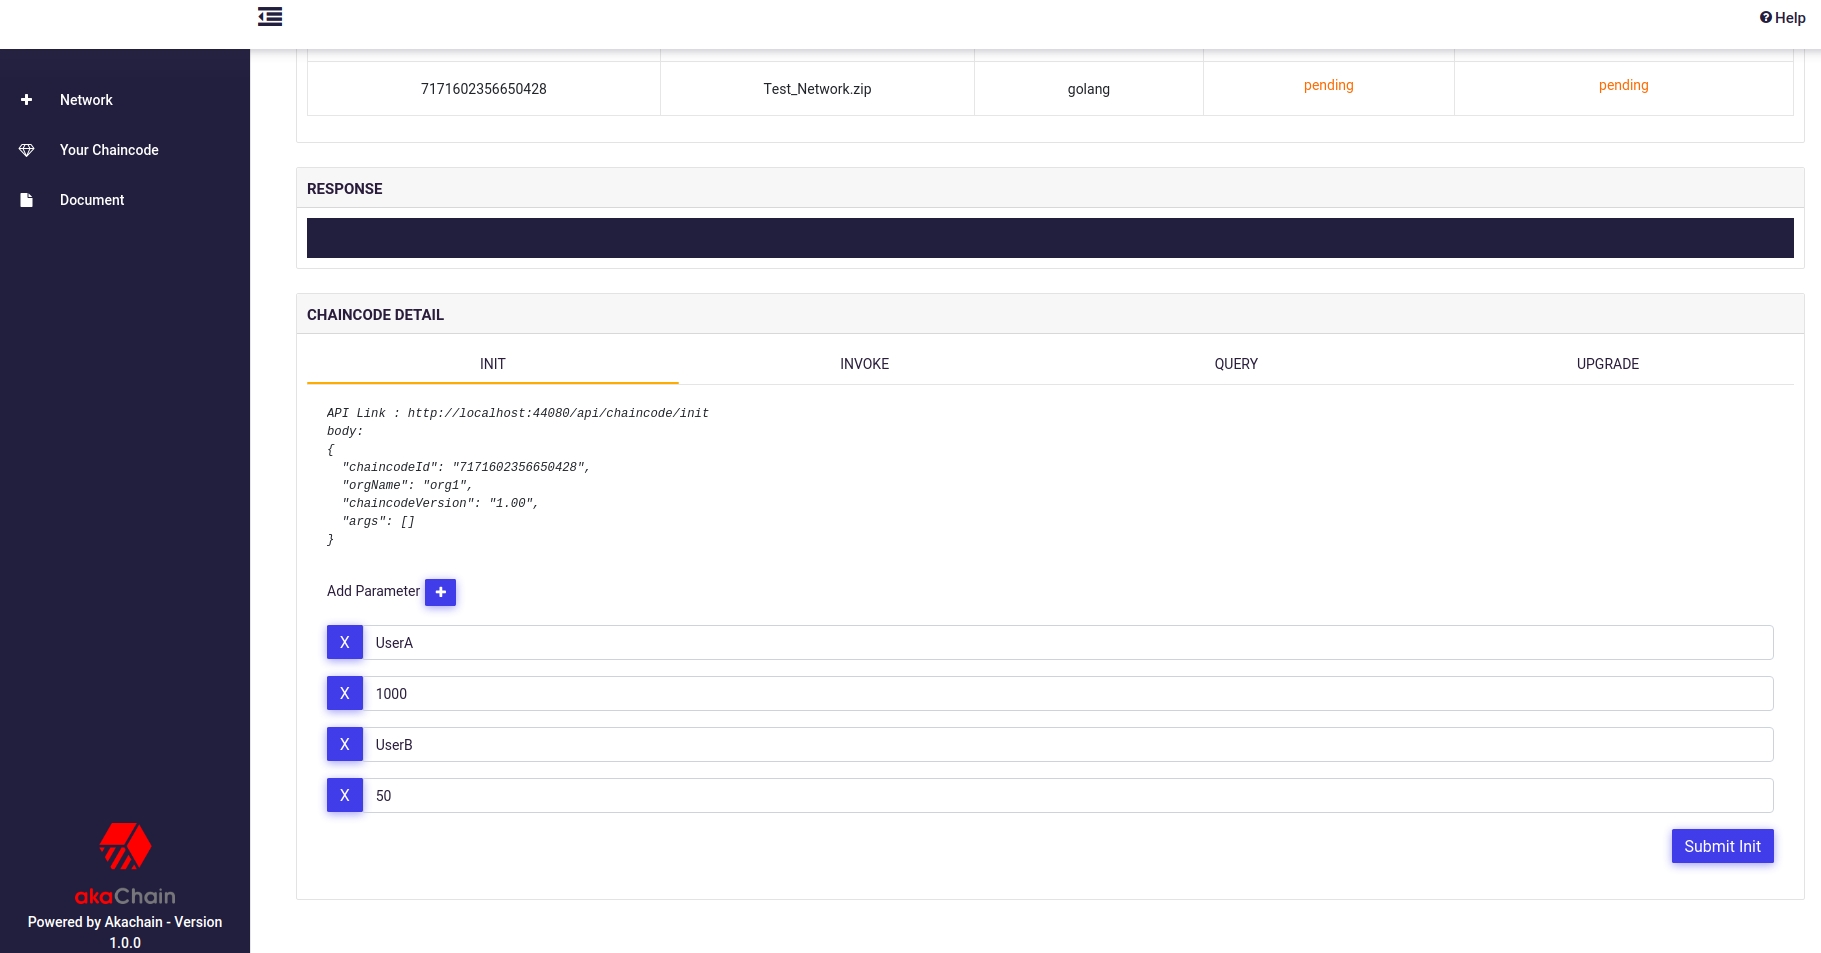 Help
Network
Your Chaincode
Document
7171602356650428 Test_Network.zip golang pending pending
RESPONSE
CHAINCODE DETAIL
INIT INVOKE QUERY UPGRADE
API Link : http://localhost:44080/api/chaincode/init
body:
{
  "chaincodeId": "7171602356650428",
  "orgName": "org1",
  "chaincodeVersion": "1.00",
  "args": []
}
Add Parameter +
X UserA
X 1000
X UserB
X 50
Submit Init
akaChain
Powered by Akachain - Version
1.0.0